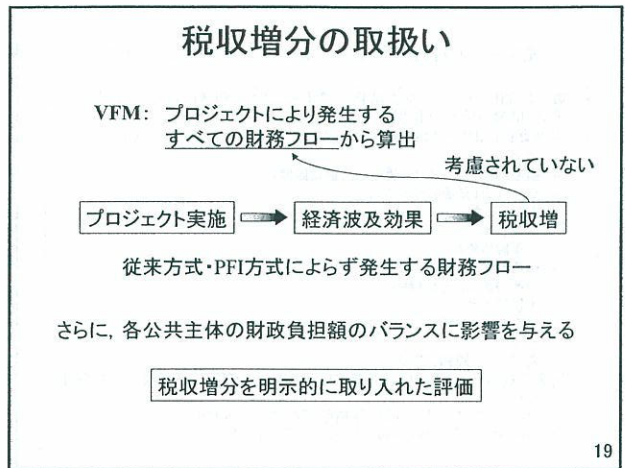 税収増分の取扱い
VFM: プロジェクトにより発生する
すべての財務フローから算出
考慮されていない
プロジェクト実施 経済波及効果 税収増
従来方式・PFI方式によらず発生する財務フロー
さらに, 各公共主体の財政負担額のバランスに影響を与える
税収増分を明示的に取り入れた評価
19